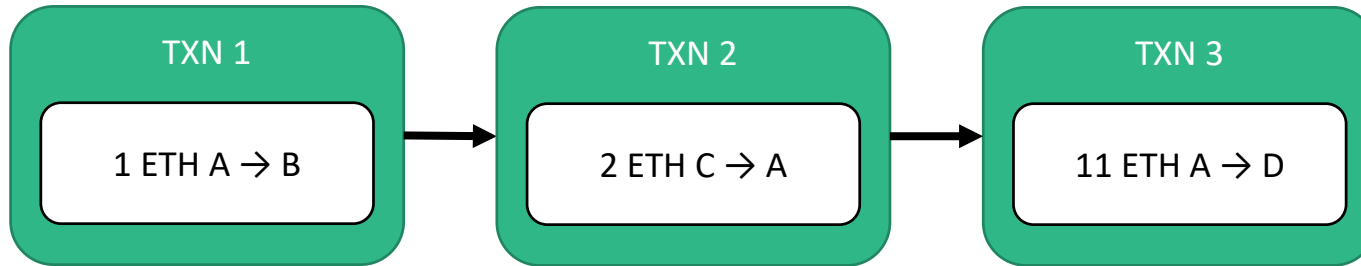 TXN 1
1 ETH A → B
TXN 2
2 ETH C → A
TXN 3
11 ETH A → D